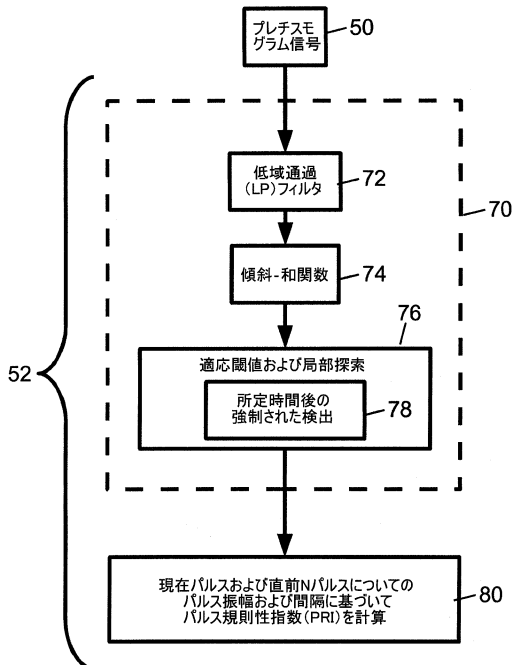 プレチスモ
グラム信号
50
低域通過
(LP)フィルタ
72
70
傾斜-和関数
74
76
適応閾値および局部探索
所定時間後の
強制された検出
78
52
現在パルスおよび直前Nパルスについての
パルス振幅および間隔に基づいて
パルス規則性指数(PRI)を計算
80